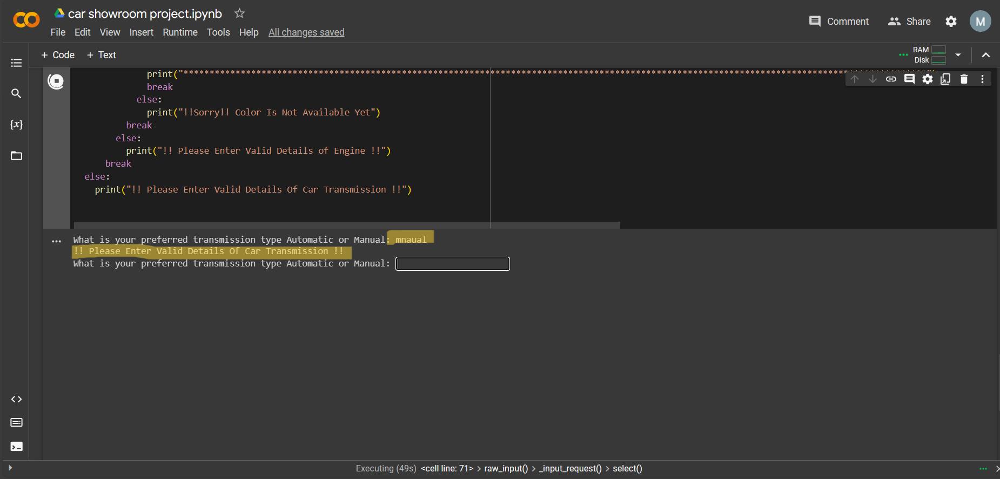 car showroom project.ipynb
File Edit View Insert Runtime Tools Help All changes saved
Comment Share M
+ Code + Text
RAM
Disk
print("**********************************************************************************************************************************************")
break
else:
print("!!Sorry!! Color Is Not Available Yet")
break
else:
print("!! Please Enter Valid Details of Engine !!")
break
else:
print("!! Please Enter Valid Details Of Car Transmission !!")
{x}
What is your preferred transmission type Automatic or Manual: mnaual
!! Please Enter Valid Details Of Car Transmission !!
What is your preferred transmission type Automatic or Manual:
Executing (49s) <cell line: 71> > raw_input() > _input_request() > select()